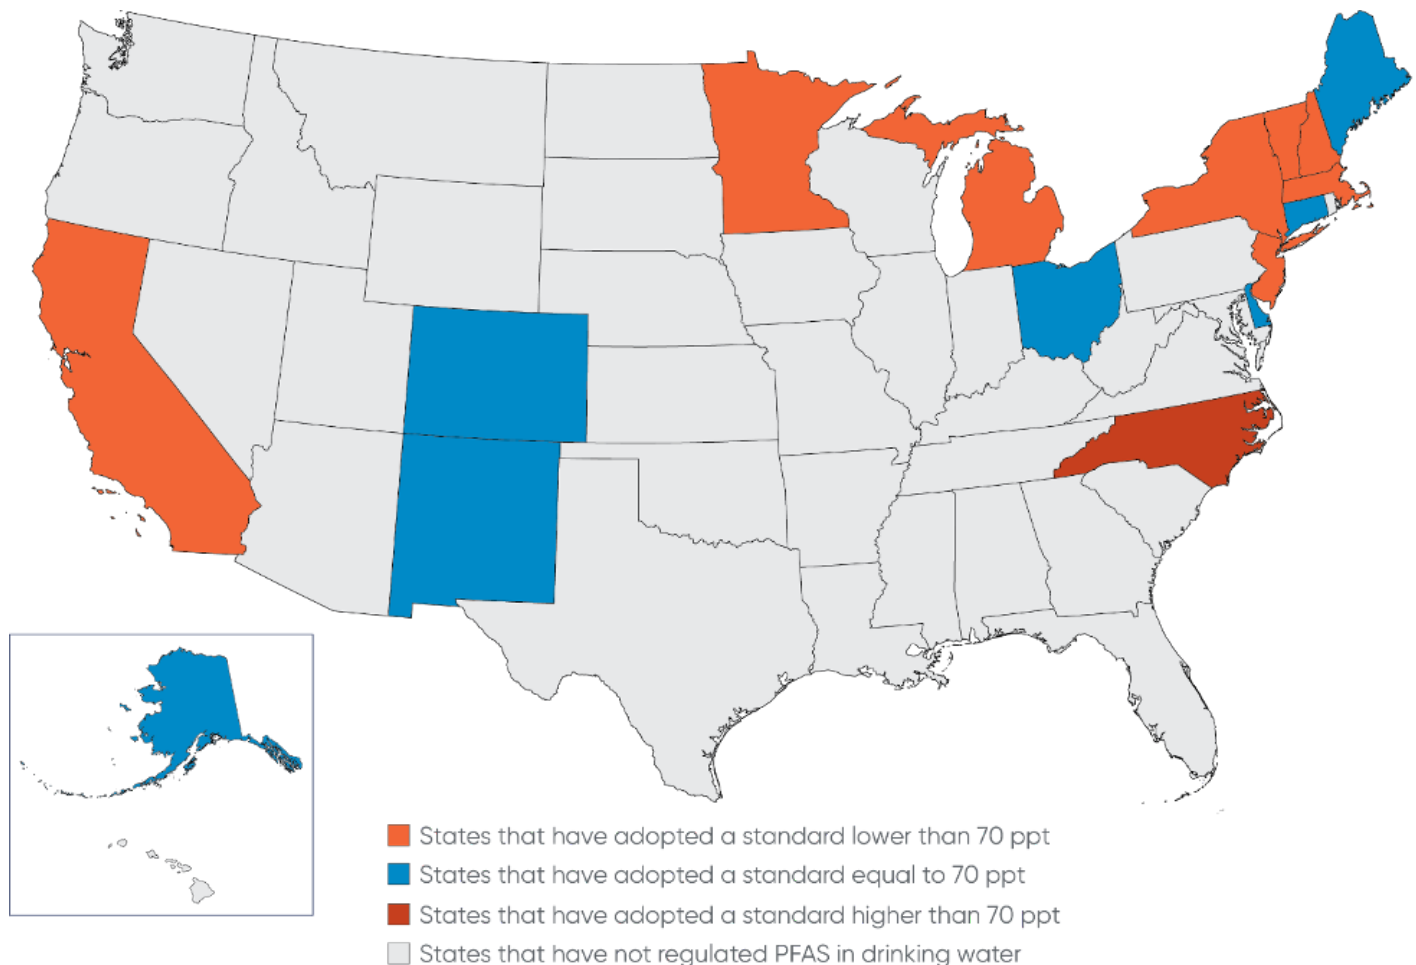 States that have adopted a standard lower than 70 ppt
States that have adopted a standard equal to 70 ppt
States that have adopted a standard higher than 70 ppt
States that have not regulated PFAS in drinking water